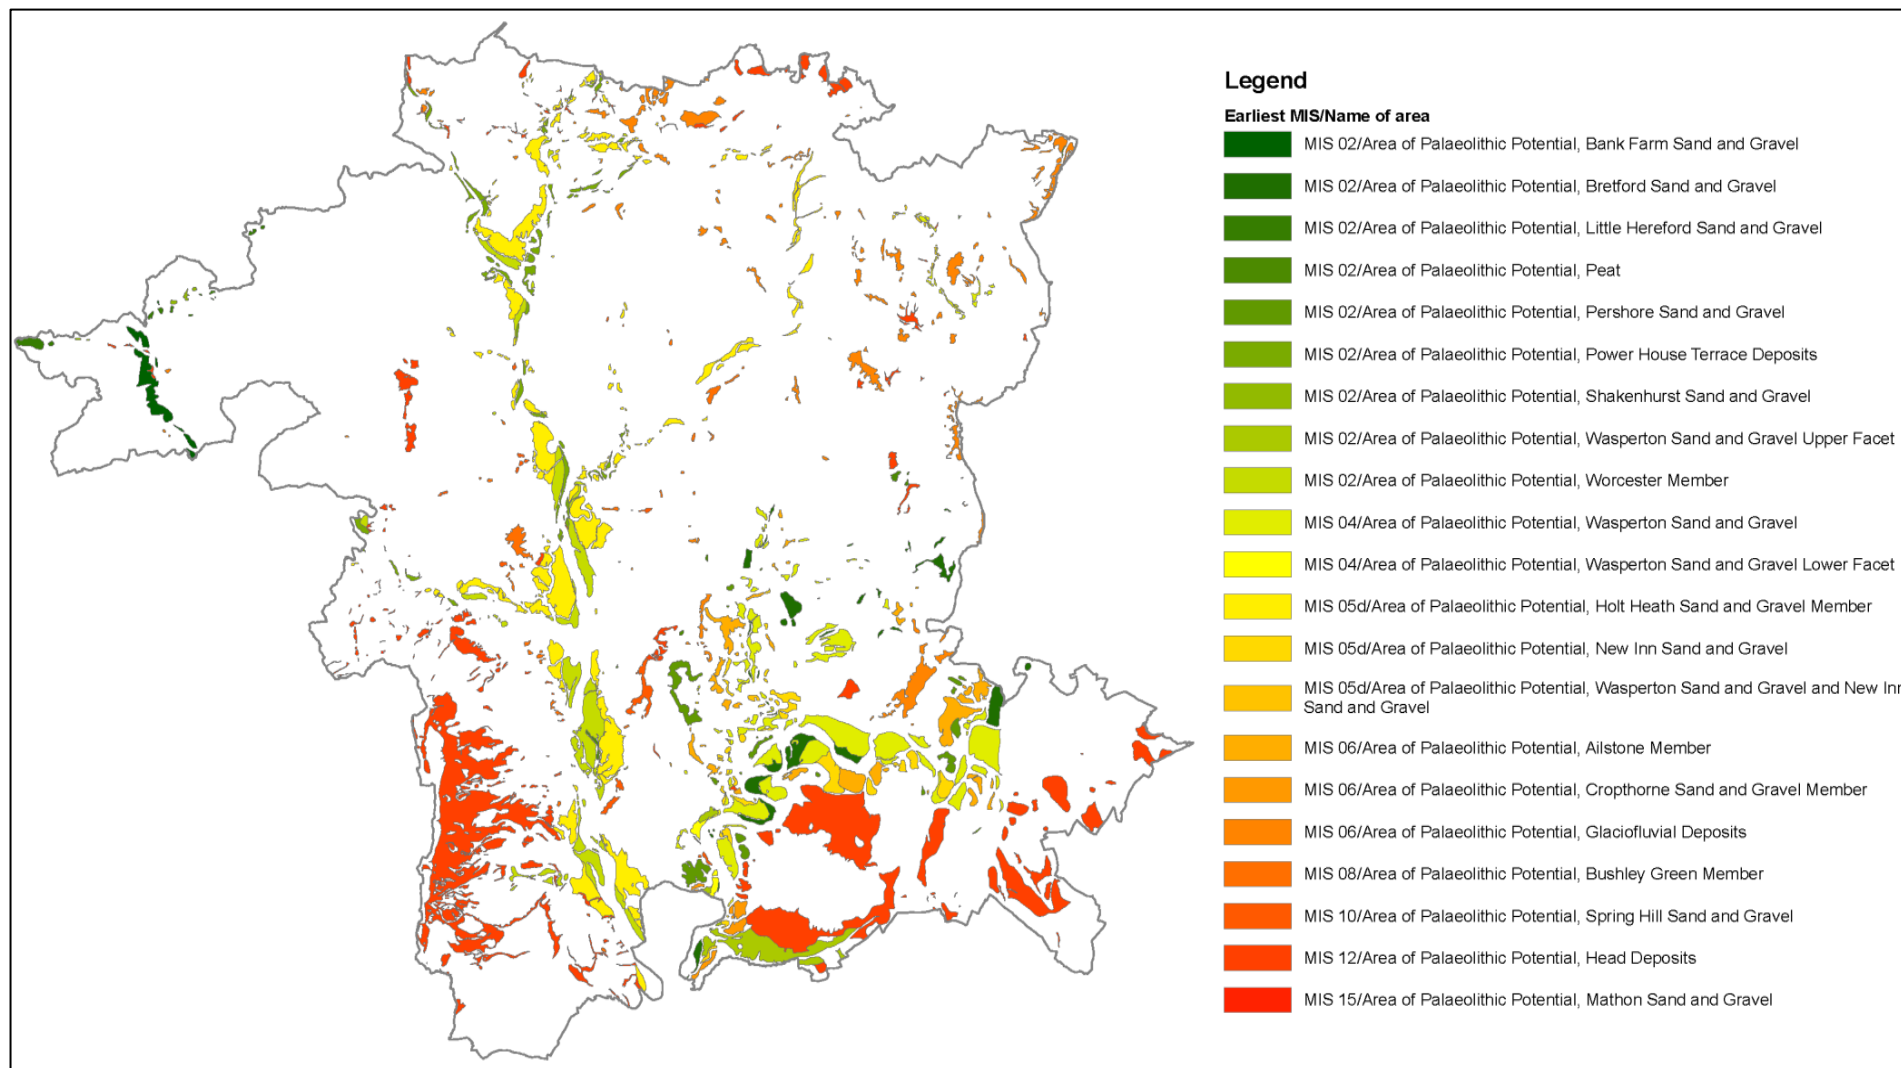 Legend
Earliest MIS/Name of area
MIS 02/Area of Palaeolithic Potential, Bank Farm Sand and Gravel
MIS 02/Area of Palaeolithic Potential, Bretford Sand and Gravel
MIS 02/Area of Palaeolithic Potential, Little Hereford Sand and Gravel
MIS 02/Area of Palaeolithic Potential, Peat
MIS 02/Area of Palaeolithic Potential, Pershore Sand and Gravel
MIS 02/Area of Palaeolithic Potential, Power House Terrace Deposits
MIS 02/Area of Palaeolithic Potential, Shakenhurst Sand and Gravel
MIS 02/Area of Palaeolithic Potential, Wasperton Sand and Gravel Upper Facet
MIS 02/Area of Palaeolithic Potential, Worcester Member
MIS 04/Area of Palaeolithic Potential, Wasperton Sand and Gravel
MIS 04/Area of Palaeolithic Potential, Wasperton Sand and Gravel Lower Facet
MIS 05d/Area of Palaeolithic Potential, Holt Heath Sand and Gravel Member
MIS 05d/Area of Palaeolithic Potential, New Inn Sand and Gravel
MIS 05d/Area of Palaeolithic Potential, Wasperton Sand and Gravel and New Inn
Sand and Gravel
MIS 06/Area of Palaeolithic Potential, Ailstone Member
MIS 06/Area of Palaeolithic Potential, Cropthorne Sand and Gravel Member
MIS 06/Area of Palaeolithic Potential, Glaciofluvial Deposits
MIS 08/Area of Palaeolithic Potential, Bushley Green Member
MIS 10/Area of Palaeolithic Potential, Spring Hill Sand and Gravel
MIS 12/Area of Palaeolithic Potential, Head Deposits
MIS 15/Area of Palaeolithic Potential, Mathon Sand and Gravel